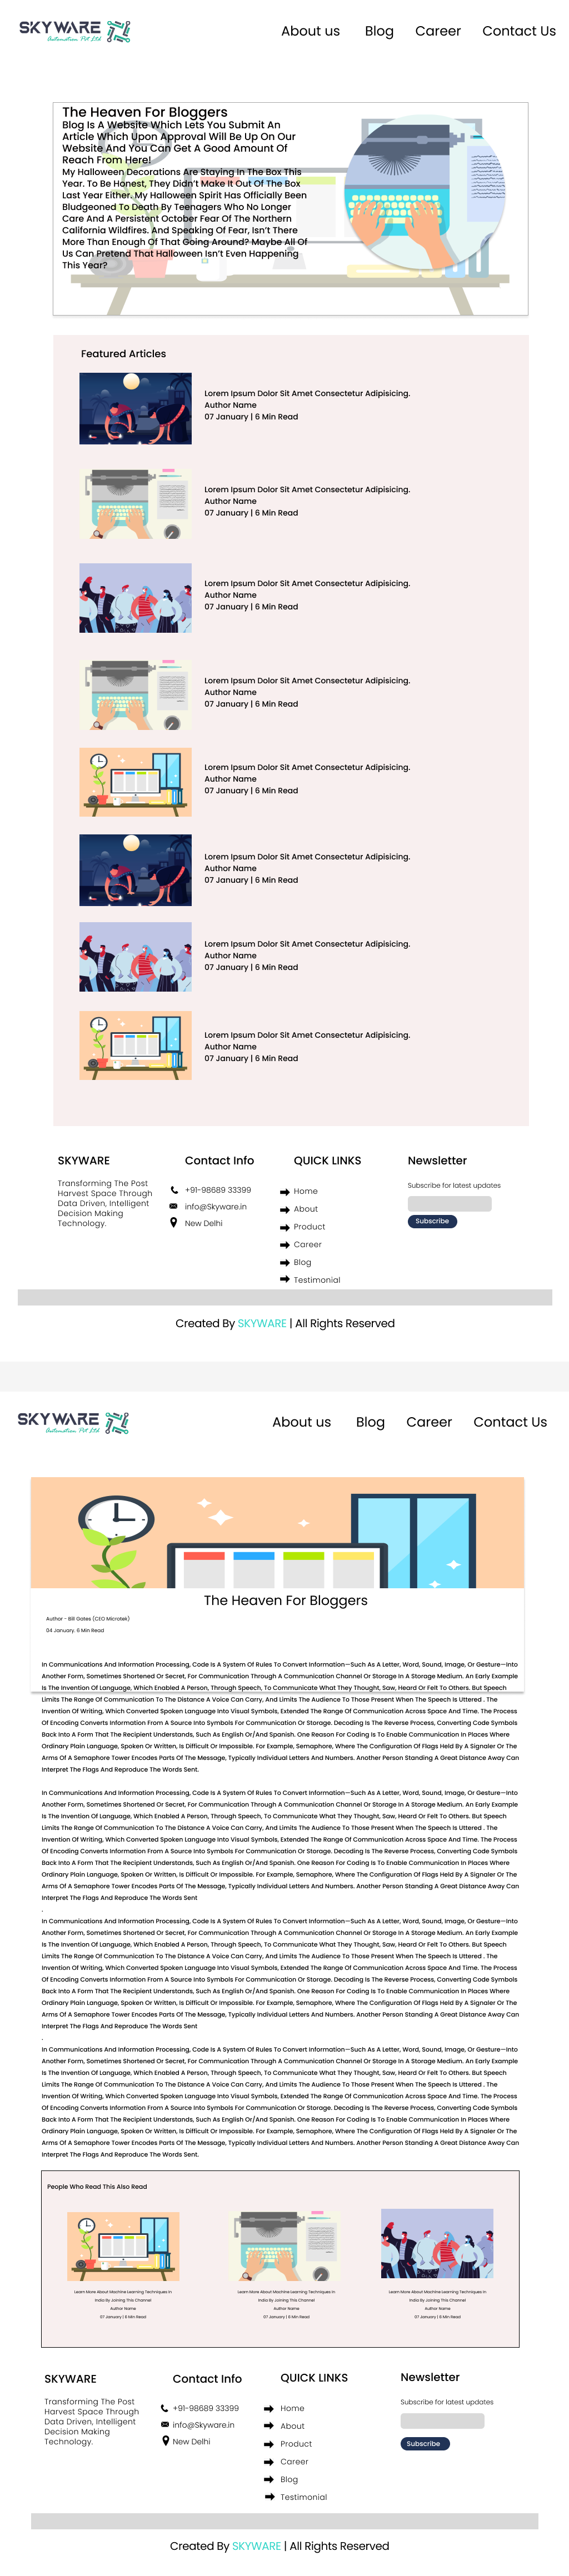 SKYWARE
Automation Pvt Ltd
About us Blog Career Contact Us
The Heaven For Bloggers
Blog Is A Website Which Lets You Submit An
Article Which Upon Approval Will Be Up On Our
Website And You Can Get A Good Amount Of
Reach From Here!
My Halloween Decorations Are Staying In The Box This
Year. To Be Honest, They Didn't Make It Out Of The Box
Last Year Either. My Halloween Spirit Has Officially Been
Bludgeoned To Death By Teenagers Who No Longer
Care And A Persistent October Fear Of The Northern
California Wildfires. And Speaking Of Fear, Isn't There
More Than Enough Of That Going Around? Maybe All Of
Us Can Pretend That Halloween Isn't Even Happening
This Year?
Featured Articles
Lorem Ipsum Dolor Sit Amet Consectetur Adipisicing.
Author Name
07 January | 6 Min Read
Lorem Ipsum Dolor Sit Amet Consectetur Adipisicing.
Author Name
07 January | 6 Min Read
Lorem Ipsum Dolor Sit Amet Consectetur Adipisicing.
Author Name
07 January | 6 Min Read
Lorem Ipsum Dolor Sit Amet Consectetur Adipisicing.
Author Name
07 January | 6 Min Read
Lorem Ipsum Dolor Sit Amet Consectetur Adipisicing.
Author Name
07 January | 6 Min Read
Lorem Ipsum Dolor Sit Amet Consectetur Adipisicing.
Author Name
07 January | 6 Min Read
Lorem Ipsum Dolor Sit Amet Consectetur Adipisicing.
Author Name
07 January | 6 Min Read
Lorem Ipsum Dolor Sit Amet Consectetur Adipisicing.
Author Name
07 January | 6 Min Read
SKYWARE
Transforming The Post
Harvest Space Through
Data Driven, Intelligent
Decision Making
Technology.
Contact Info
+91-98689 33399
info@Skyware.in
New Delhi
QUICK LINKS
Home
About
Product
Career
Blog
Testimonial
Newsletter
Subscribe for latest updates
Subscribe
Created By SKYWARE | All Rights Reserved
SKYWARE
Automation Pvt Ltd
About us Blog Career Contact Us
The Heaven For Bloggers
Author - Bill Gates (CEO Microtek)
04 January. 6 Min Read
In Communications And Information Processing, Code Is A System Of Rules To Convert Information—Such As A Letter, Word, Sound, Image, Or Gesture—Into
Another Form, Sometimes Shortened Or Secret, For Communication Through A Communication Channel Or Storage In A Storage Medium. An Early Example
Is The Invention Of Language, Which Enabled A Person, Through Speech, To Communicate What They Thought, Saw, Heard Or Felt To Others. But Speech
Limits The Range Of Communication To The Distance A Voice Can Carry, And Limits The Audience To Those Present When The Speech Is Uttered . The
Invention Of Writing, Which Converted Spoken Language Into Visual Symbols, Extended The Range Of Communication Across Space And Time. The Process
Of Encoding Converts Information From A Source Into Symbols For Communication Or Storage. Decoding Is The Reverse Process, Converting Code Symbols
Back Into A Form That The Recipient Understands, Such As English Or/And Spanish. One Reason For Coding Is To Enable Communication In Places Where
Ordinary Plain Language, Spoken Or Written, Is Difficult Or Impossible. For Example, Semaphore, Where The Configuration Of Flags Held By A Signaler Or The
Arms Of A Semaphore Tower Encodes Parts Of The Message, Typically Individual Letters And Numbers. Another Person Standing A Great Distance Away Can
Interpret The Flags And Reproduce The Words Sent.
In Communications And Information Processing, Code Is A System Of Rules To Convert Information—Such As A Letter, Word, Sound, Image, Or Gesture—Into
Another Form, Sometimes Shortened Or Secret, For Communication Through A Communication Channel Or Storage In A Storage Medium. An Early Example
Is The Invention Of Language, Which Enabled A Person, Through Speech, To Communicate What They Thought, Saw, Heard Or Felt To Others. But Speech
Limits The Range Of Communication To The Distance A Voice Can Carry, And Limits The Audience To Those Present When The Speech Is Uttered . The
Invention Of Writing, Which Converted Spoken Language Into Visual Symbols, Extended The Range Of Communication Across Space And Time. The Process
Of Encoding Converts Information From A Source Into Symbols For Communication Or Storage. Decoding Is The Reverse Process, Converting Code Symbols
Back Into A Form That The Recipient Understands, Such As English Or/And Spanish. One Reason For Coding Is To Enable Communication In Places Where
Ordinary Plain Language, Spoken Or Written, Is Difficult Or Impossible. For Example, Semaphore, Where The Configuration Of Flags Held By A Signaler Or The
Arms Of A Semaphore Tower Encodes Parts Of The Message, Typically Individual Letters And Numbers. Another Person Standing A Great Distance Away Can
Interpret The Flags And Reproduce The Words Sent
.
In Communications And Information Processing, Code Is A System Of Rules To Convert Information—Such As A Letter, Word, Sound, Image, Or Gesture—Into
Another Form, Sometimes Shortened Or Secret, For Communication Through A Communication Channel Or Storage In A Storage Medium. An Early Example
Is The Invention Of Language, Which Enabled A Person, Through Speech, To Communicate What They Thought, Saw, Heard Or Felt To Others. But Speech
Limits The Range Of Communication To The Distance A Voice Can Carry, And Limits The Audience To Those Present When The Speech Is Uttered . The
Invention Of Writing, Which Converted Spoken Language Into Visual Symbols, Extended The Range Of Communication Across Space And Time. The Process
Of Encoding Converts Information From A Source Into Symbols For Communication Or Storage. Decoding Is The Reverse Process, Converting Code Symbols
Back Into A Form That The Recipient Understands, Such As English Or/And Spanish. One Reason For Coding Is To Enable Communication In Places Where
Ordinary Plain Language, Spoken Or Written, Is Difficult Or Impossible. For Example, Semaphore, Where The Configuration Of Flags Held By A Signaler Or The
Arms Of A Semaphore Tower Encodes Parts Of The Message, Typically Individual Letters And Numbers. Another Person Standing A Great Distance Away Can
Interpret The Flags And Reproduce The Words Sent
.
In Communications And Information Processing, Code Is A System Of Rules To Convert Information—Such As A Letter, Word, Sound, Image, Or Gesture—Into
Another Form, Sometimes Shortened Or Secret, For Communication Through A Communication Channel Or Storage In A Storage Medium. An Early Example
Is The Invention Of Language, Which Enabled A Person, Through Speech, To Communicate What They Thought, Saw, Heard Or Felt To Others. But Speech
Limits The Range Of Communication To The Distance A Voice Can Carry, And Limits The Audience To Those Present When The Speech Is Uttered . The
Invention Of Writing, Which Converted Spoken Language Into Visual Symbols, Extended The Range Of Communication Across Space And Time. The Process
Of Encoding Converts Information From A Source Into Symbols For Communication Or Storage. Decoding Is The Reverse Process, Converting Code Symbols
Back Into A Form That The Recipient Understands, Such As English Or/And Spanish. One Reason For Coding Is To Enable Communication In Places Where
Ordinary Plain Language, Spoken Or Written, Is Difficult Or Impossible. For Example, Semaphore, Where The Configuration Of Flags Held By A Signaler Or The
Arms Of A Semaphore Tower Encodes Parts Of The Message, Typically Individual Letters And Numbers. Another Person Standing A Great Distance Away Can
Interpret The Flags And Reproduce The Words Sent.
People Who Read This Also Read
Learn More About Machine Learning Techniques In
India By Joining This Channel
Author Name
07 January | 8 Min Read
Learn More About Machine Learning Techniques In
India By Joining This Channel
Author Name
07 January | 8 Min Read
Learn More About Machine Learning Techniques In
India By Joining This Channel
Author Name
07 January | 8 Min Read
SKYWARE
Transforming The Post
Harvest Space Through
Data Driven, Intelligent
Decision Making
Technology.
Contact Info
+91-98689 33399
info@Skyware.in
New Delhi
QUICK LINKS
Home
About
Product
Career
Blog
Testimonial
Newsletter
Subscribe for latest updates
Subscribe
Created By SKYWARE | All Rights Reserved